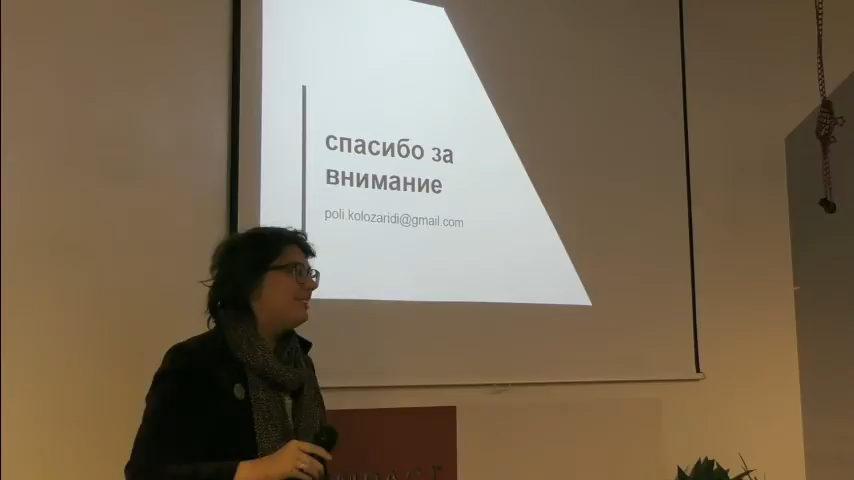 спасибо за
внимание
poli.kolozaridi@gmail.com